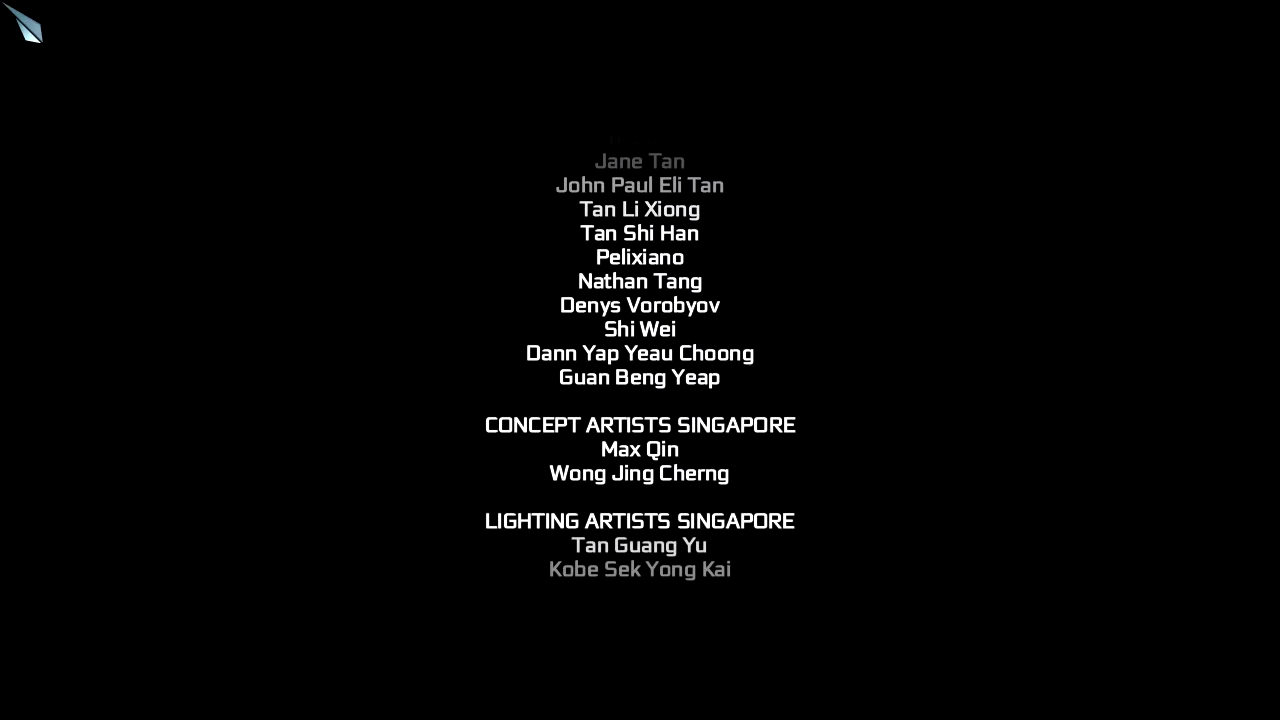 Jane Tan
John Paul Eli Tan
Tan Li Xiong
Tan Shi Han
Pelixiano
Nathan Tang
Denys Vorobyov
Shi Wei
Dann Yap Yeau Choong
Guan Beng Yeap
CONCEPT ARTISTS SINGAPORE
Max Qin
Wong Jing Cherng
LIGHTING ARTISTS SINGAPORE
Tan Guang Yu
Kobe Sek Yong Kai